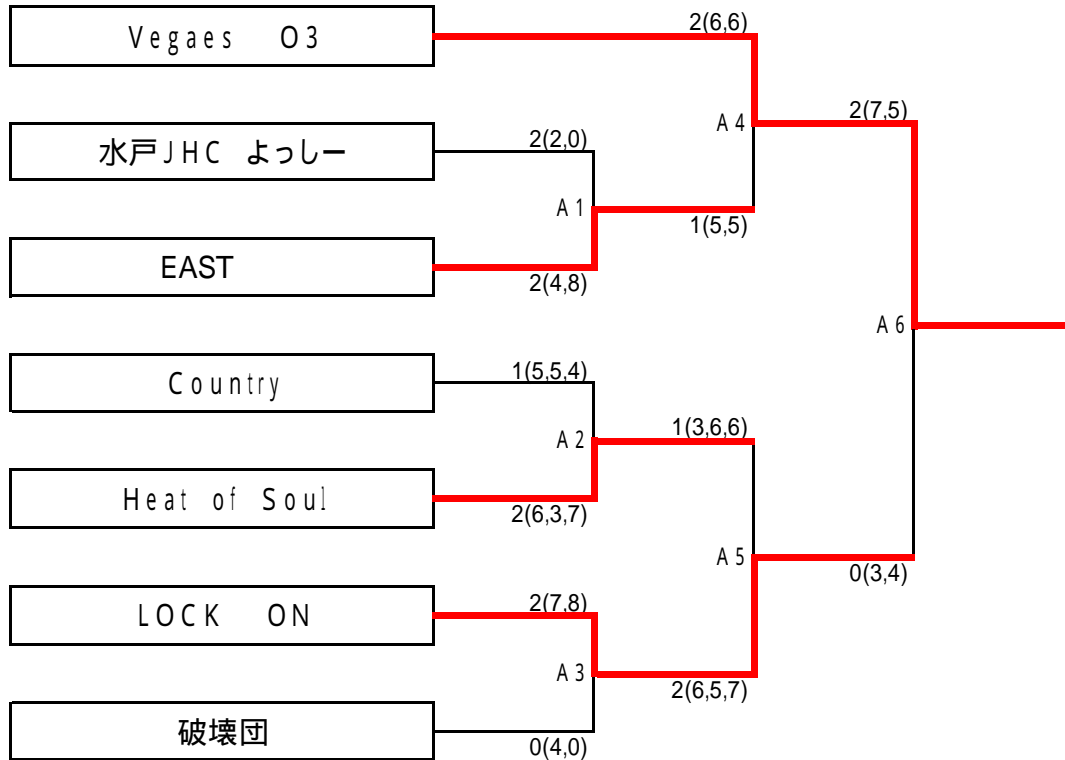 2(6,6)
Vegaes O3
2(7,5)
A4
2(2,0)
水戸JHC よっしー
A1
1(5,5)
EAST
2(4,8)
A6
1(5,5,4)
Country
1(3,6,6)
A2
Heat of Soul
2(6,3,7)
A5
0(3,4)
2(7,8)
LOCK ON
A3
2(6,5,7)
破壊団
0(4,0)